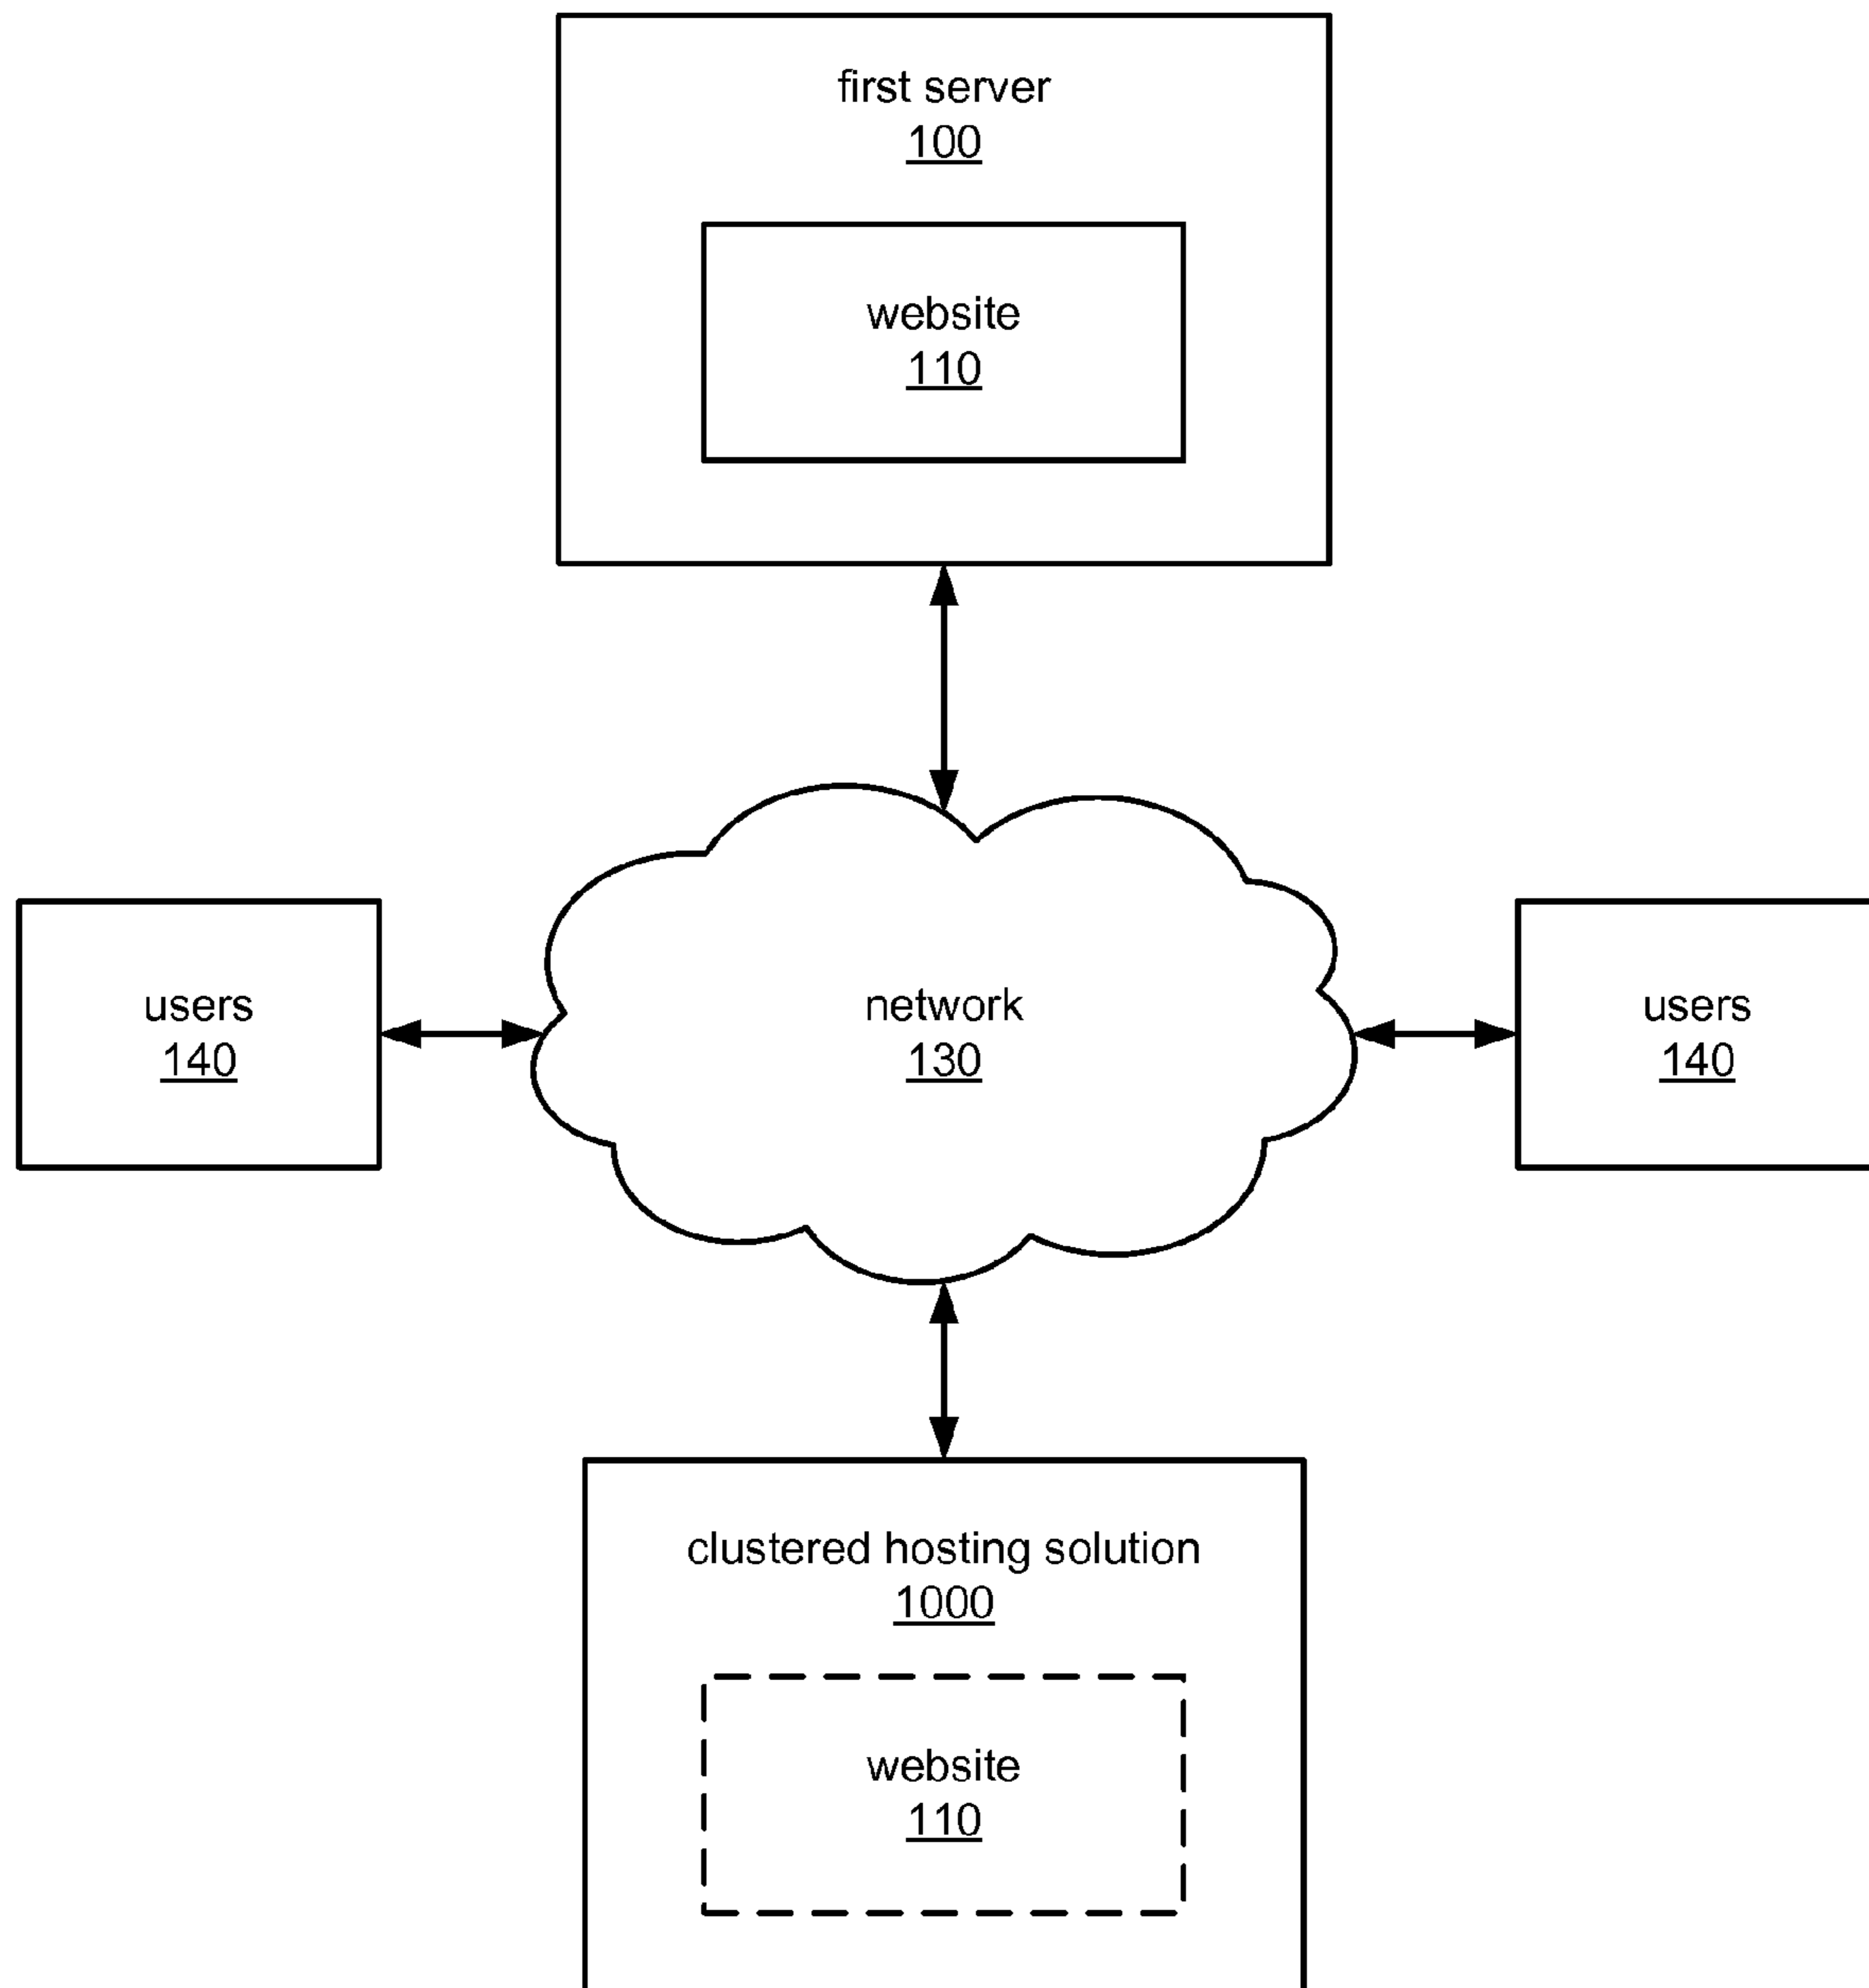 first server
100
website
110
users
140
network
130
users
140
clustered hosting solution
1000
website
110